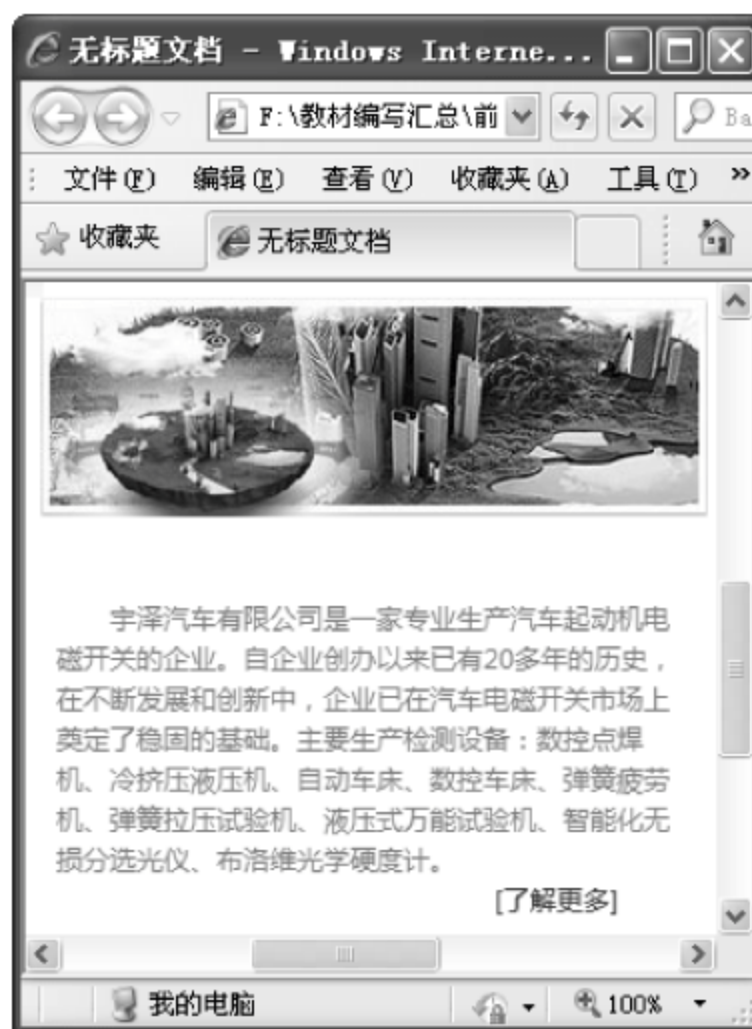 无标题文档 - Windows Interne...
F:\教材编写汇总\前
Ba
文件(F) 编辑(E) 查看(V) 收藏夹(A) 工具(T) »
收藏夹 无标题文档
宇泽汽车有限公司是一家专业生产汽车起动机电
磁开关的企业。自企业创办以来已有20多年的历史，
在不断发展和创新中，企业已在汽车电磁开关市场上
奠定了稳固的基础。主要生产检测设备：数控点焊
机、冷挤压液压机、自动车床、数控车床、弹簧疲劳
机、弹簧拉压试验机、液压式万能试验机、智能化无
损分选光仪、布洛维光学硬度计。
[了解更多]
我的电脑 100%